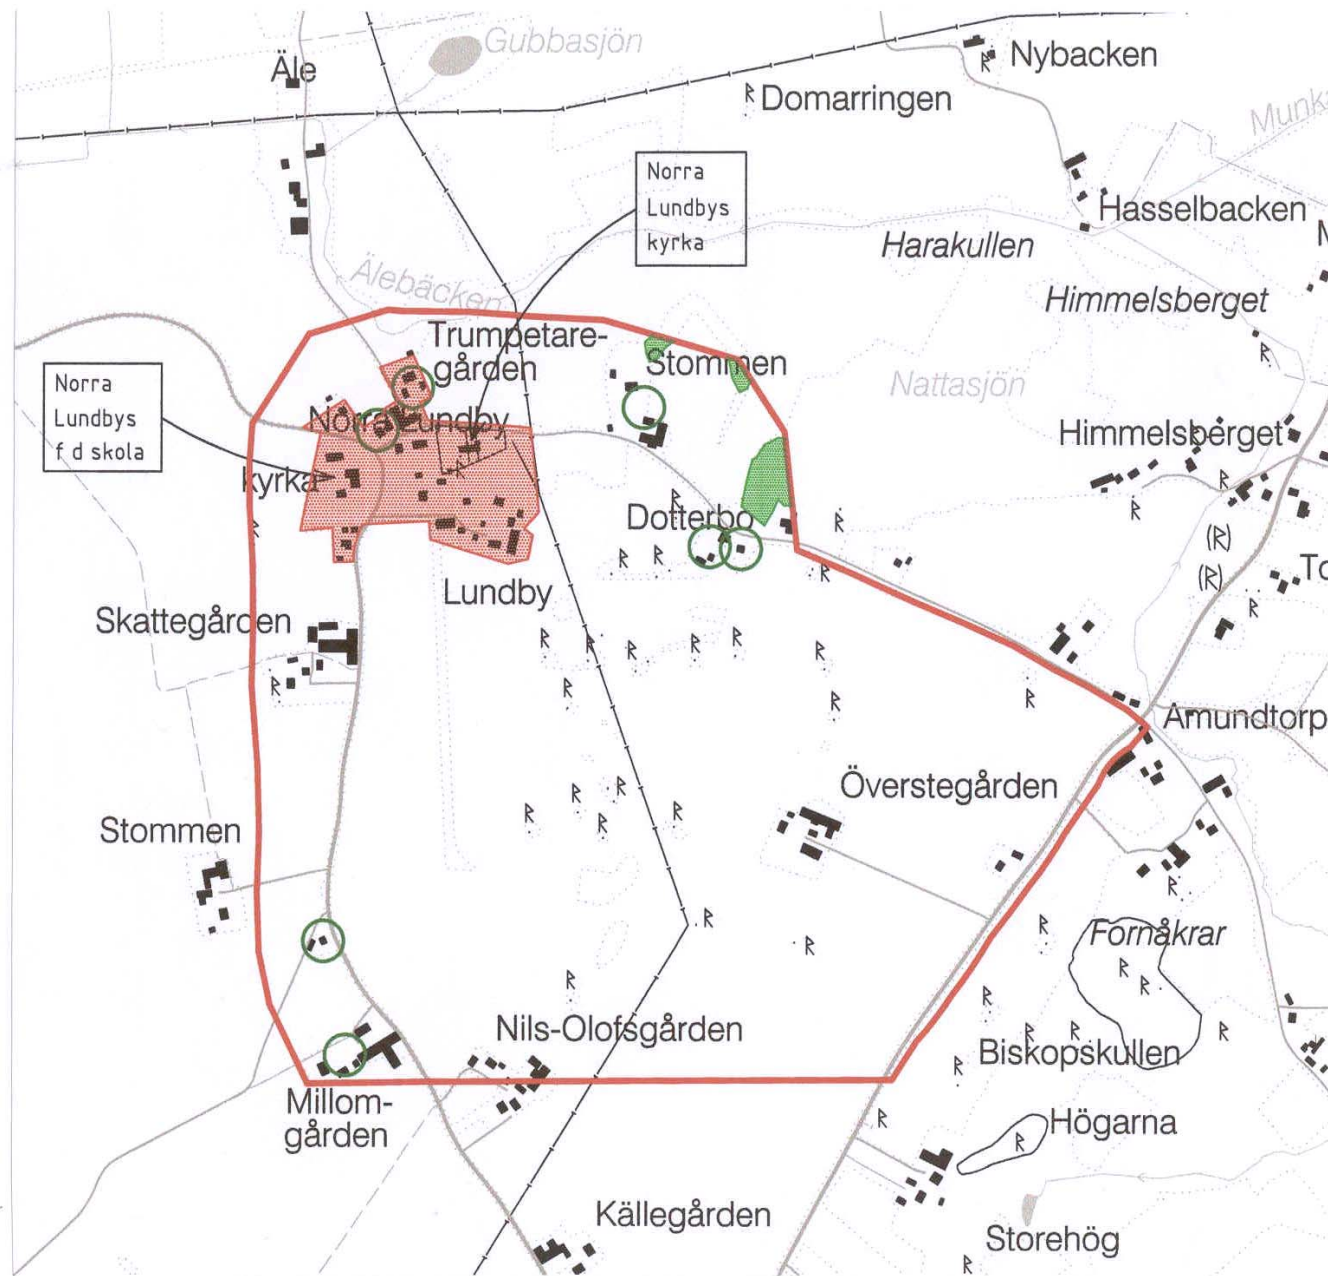 Gubbasjön
Äle
Nybacken
Domarringen
Norra
Lundbys
kyrka
Hasselbacken
Harakullen
Älebäcken
Himmelsberget
Trumpetare-
gården
Stommen
Nattasjön
Norra
Lundbys
f d skola
Norra Lundby
kyrka
Himmelsberget
Dotterbo
Lundby
Skattegården
Amundtorp
Överstegården
Stommen
Fornåkrar
Nils-Olofsgården
Biskopskullen
Millom-
gården
Högarna
Källegården
Storehög
R
(R)
(R)